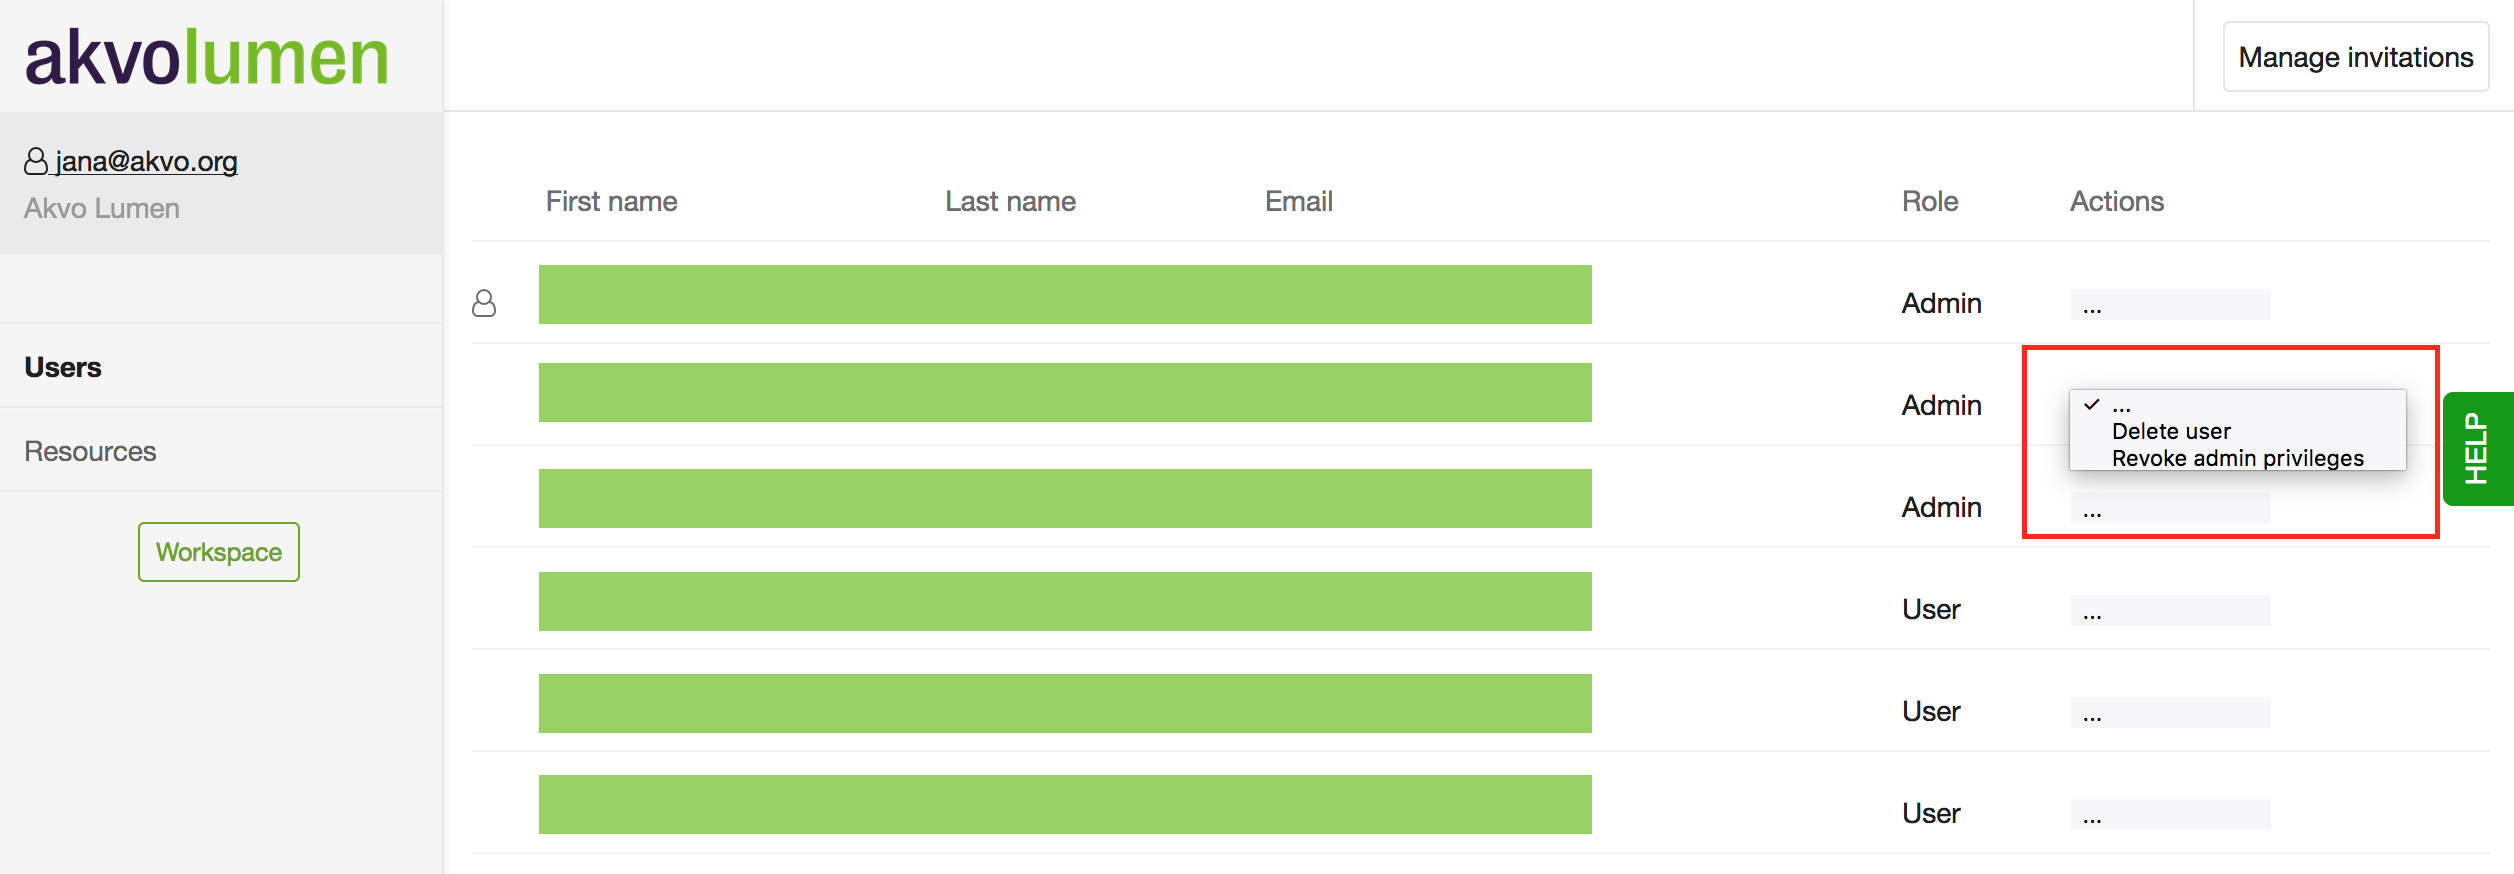 akvolumen
Manage invitations
jana@akvo.org
Akvo Lumen
First name Last name Email Role Actions
Admin ...
Users
Admin ✓ ...
Delete user
Revoke admin privileges
HELP
Resources
Admin ...
Workspace
User ...
User ...
User ...